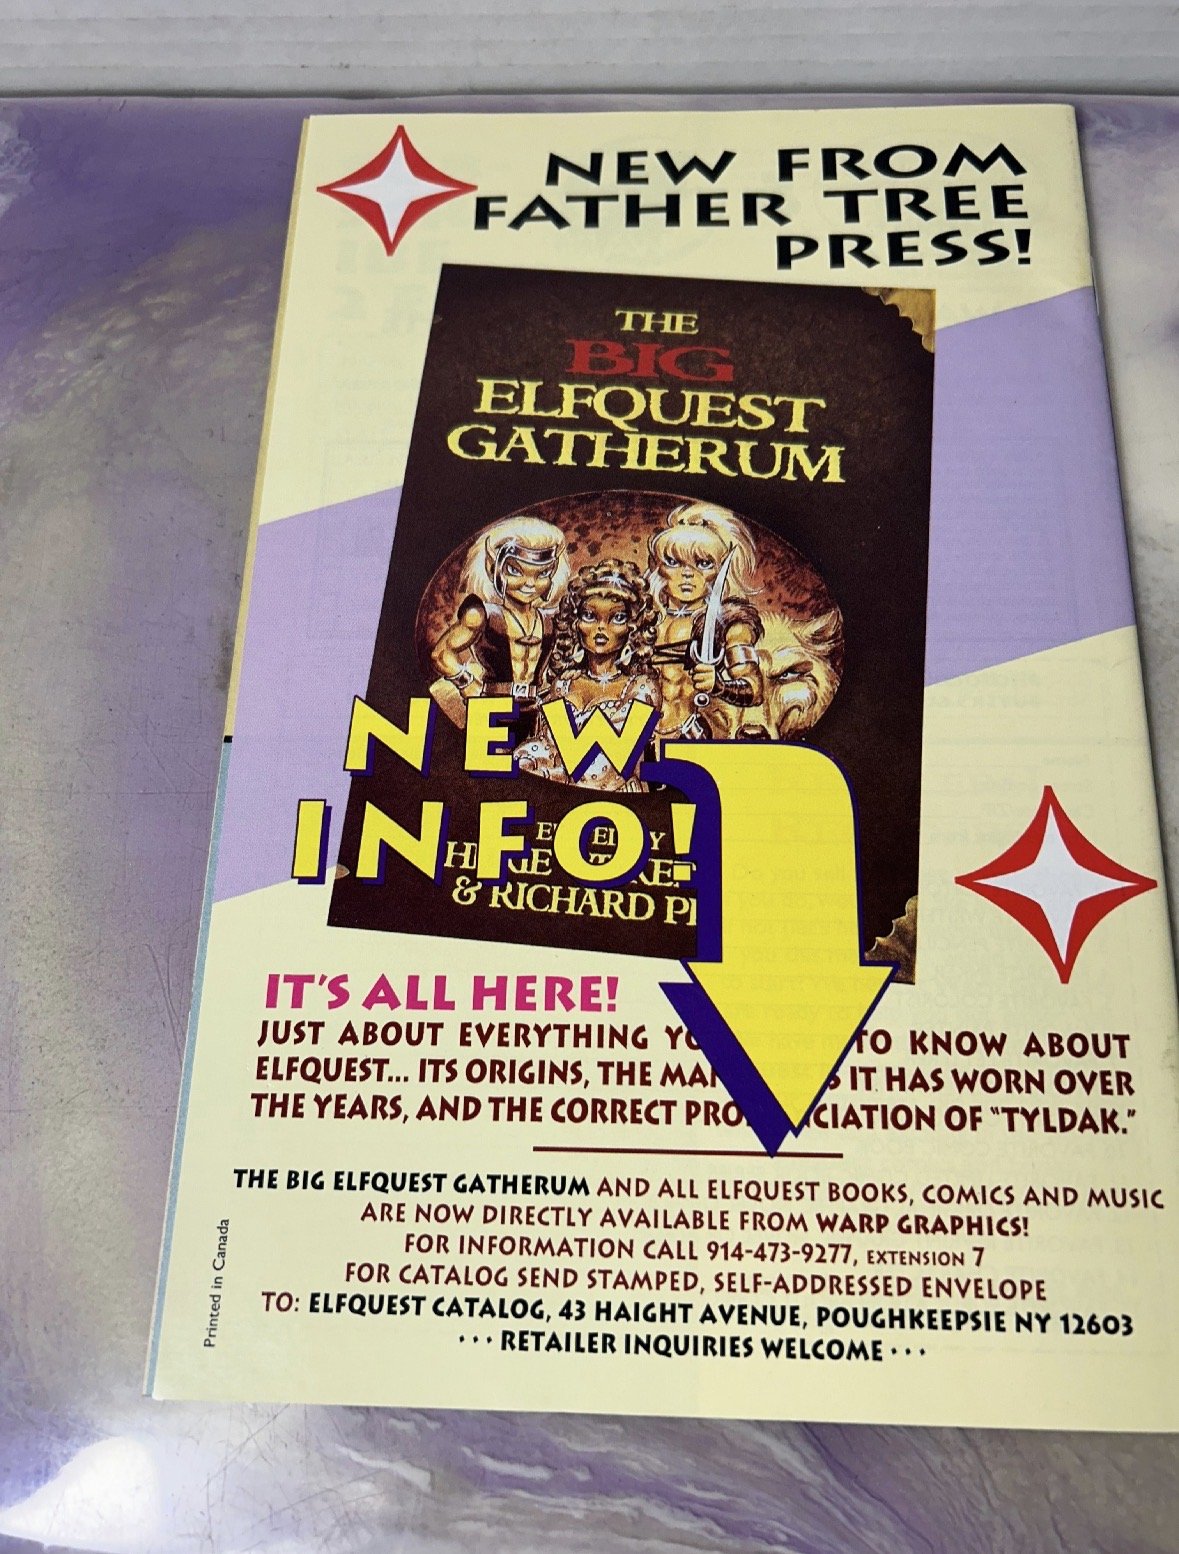 NEW FROM
FATHER TREE
PRESS!
THE
BIG
ELFQUEST
GATHERUM
NEW
INFO!
& RICHARD
IT'S ALL HERE!
JUST ABOUT EVERYTHING TO KNOW ABOUT
ELFQUEST... ITS ORIGINS, THE IT HAS WORN OVER
THE YEARS, AND THE CORRECT PRONUNCIATION OF "TYLDAK."
THE BIG ELFQUEST GATHERUM AND ALL ELFQUEST BOOKS, COMICS AND MUSIC
ARE NOW DIRECTLY AVAILABLE FROM WARP GRAPHICS!
FOR INFORMATION CALL 914-473-9277, EXTENSION 7
FOR CATALOG SEND STAMPED, SELF-ADDRESSED ENVELOPE
TO: ELFQUEST CATALOG, 43 HAIGHT AVENUE, POUGHKEEPSIE NY 12603
··· RETAILER INQUIRIES WELCOME ···
Printed in Canada